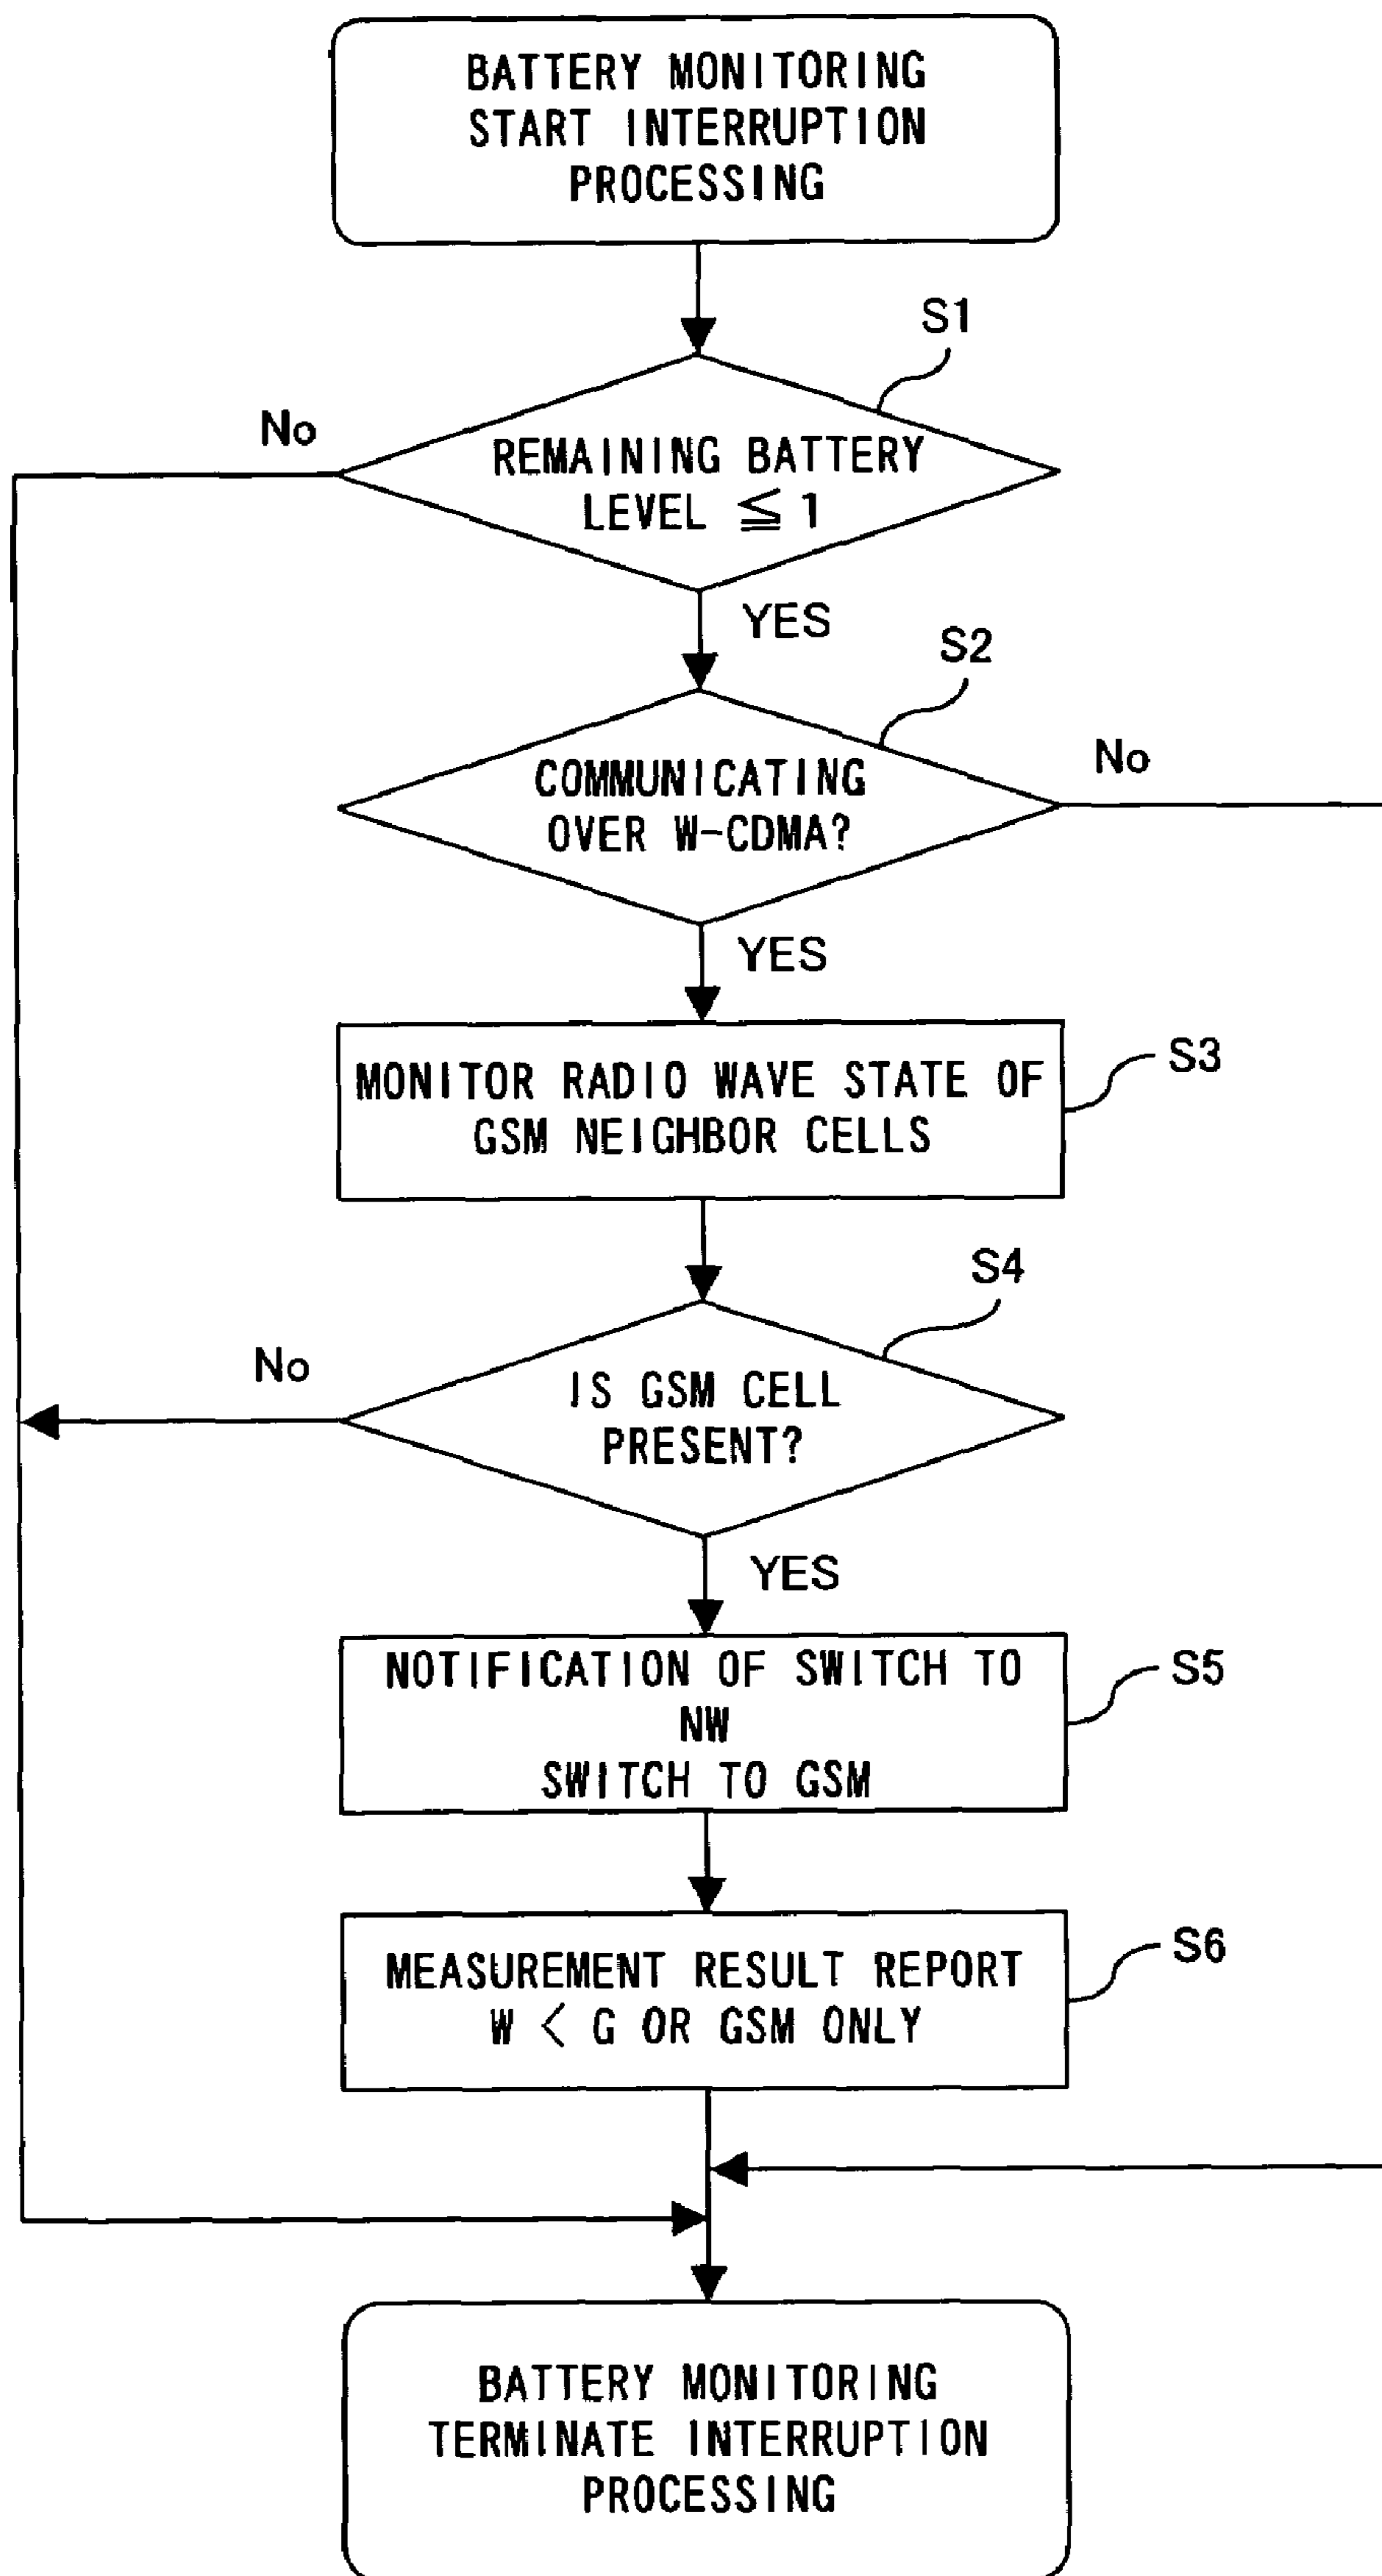 BATTERY MONITORING
START INTERRUPTION
PROCESSING
S1
No
REMAINING BATTERY
LEVEL ≦ 1
YES
S2
No
COMMUNICATING
OVER W-CDMA?
YES
S3
MONITOR RADIO WAVE STATE OF
GSM NEIGHBOR CELLS
S4
No
IS GSM CELL
PRESENT?
YES
S5
NOTIFICATION OF SWITCH TO
NW
SWITCH TO GSM
S6
MEASUREMENT RESULT REPORT
W < G OR GSM ONLY
BATTERY MONITORING
TERMINATE INTERRUPTION
PROCESSING